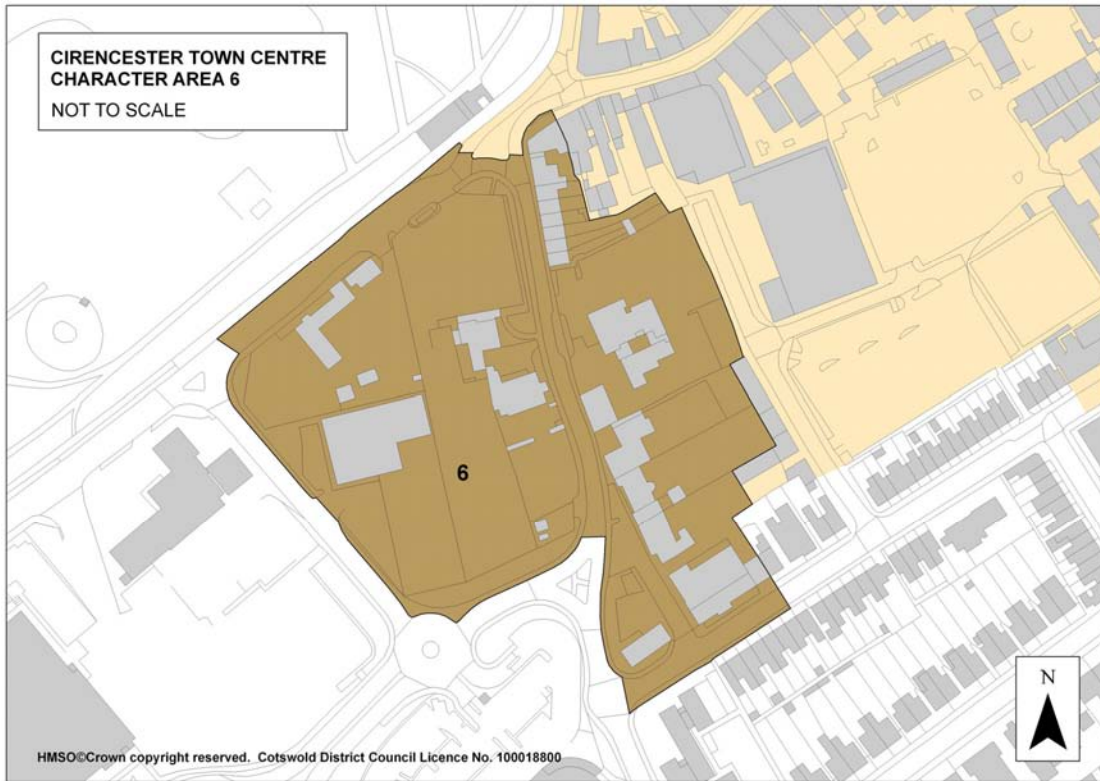 CIRENCESTER TOWN CENTRE
CHARACTER AREA 6
NOT TO SCALE
6
N
HMSO©Crown copyright reserved. Cotswold District Council Licence No. 100018800